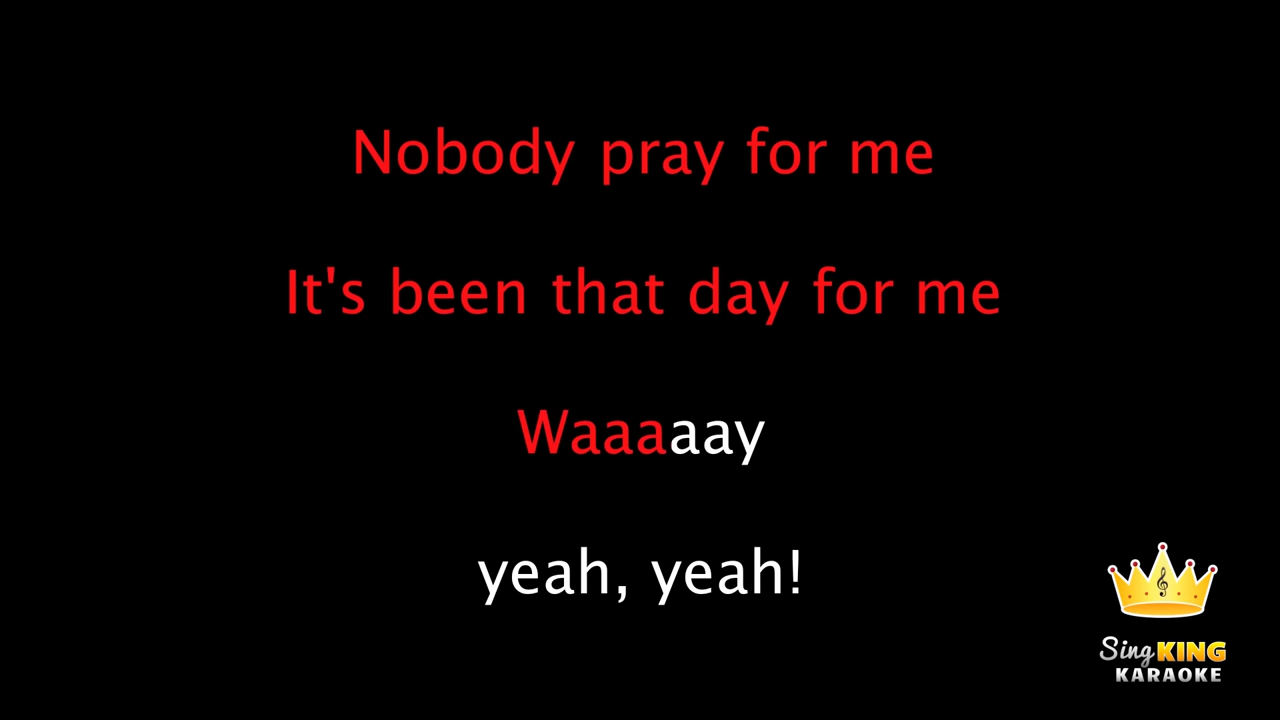 Nobody pray for me
It's been that day for me
Waaaaay
yeah, yeah!
Sing KING
KARAOKE